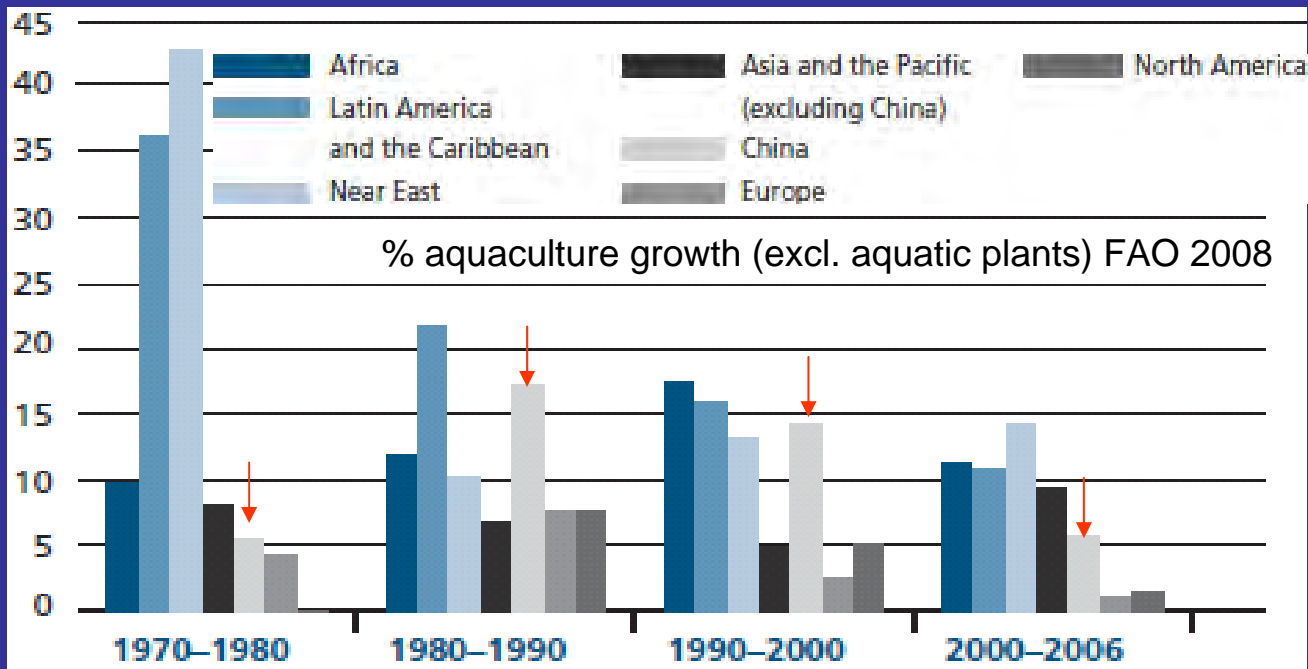 45
40
35
30
25
20
15
10
5
0
Africa
Latin America
and the Caribbean
Near East
Asia and the Pacific
(excluding China)
China
Europe
North America
% aquaculture growth (excl. aquatic plants) FAO 2008
1970–1980
1980–1990
1990–2000
2000–2006